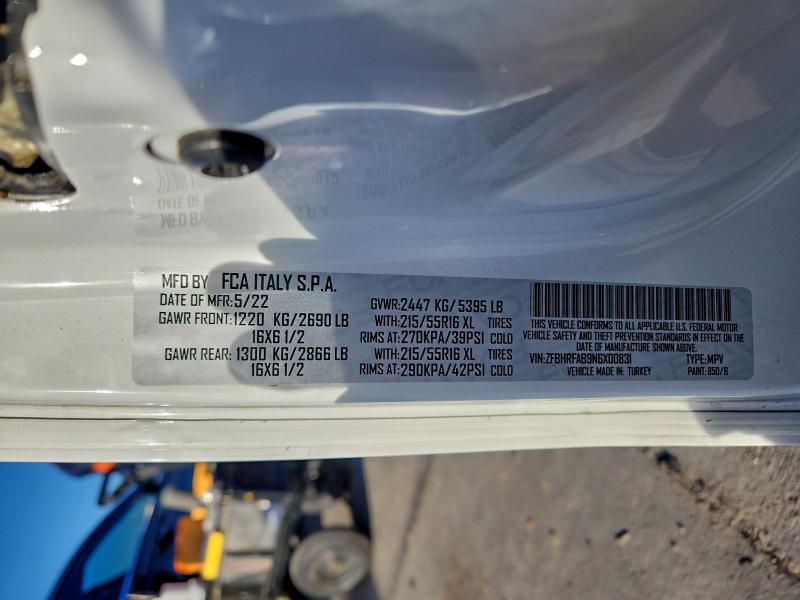 MFD BY FCA ITALY S.P.A.
DATE OF MFR:5/22 GVWR:2447 KG/5395 LB
GAWR FRONT:1220 KG/2690 LB WITH:215/55R16 XL TIRES
16X6 1/2 RIMS AT:270KPA/39PSI COLD
GAWR REAR:1300 KG/2866 LB WITH:215/55R16 XL TIRES
16X6 1/2 RIMS AT:290KPA/42PSI COLD
THIS VEHICLE CONFORMS TO ALL APPLICABLE U.S. FEDERAL MOTOR
VEHICLE SAFETY AND THEFT PREVENTION STANDARDS IN EFFECT ON THE
DATE OF MANUFACTURE SHOWN ABOVE.
VIN:ZFBHRFAB9N6X00831 TYPE:MPV
VEHICLE MADE IN: TURKEY PAINT: 850/B